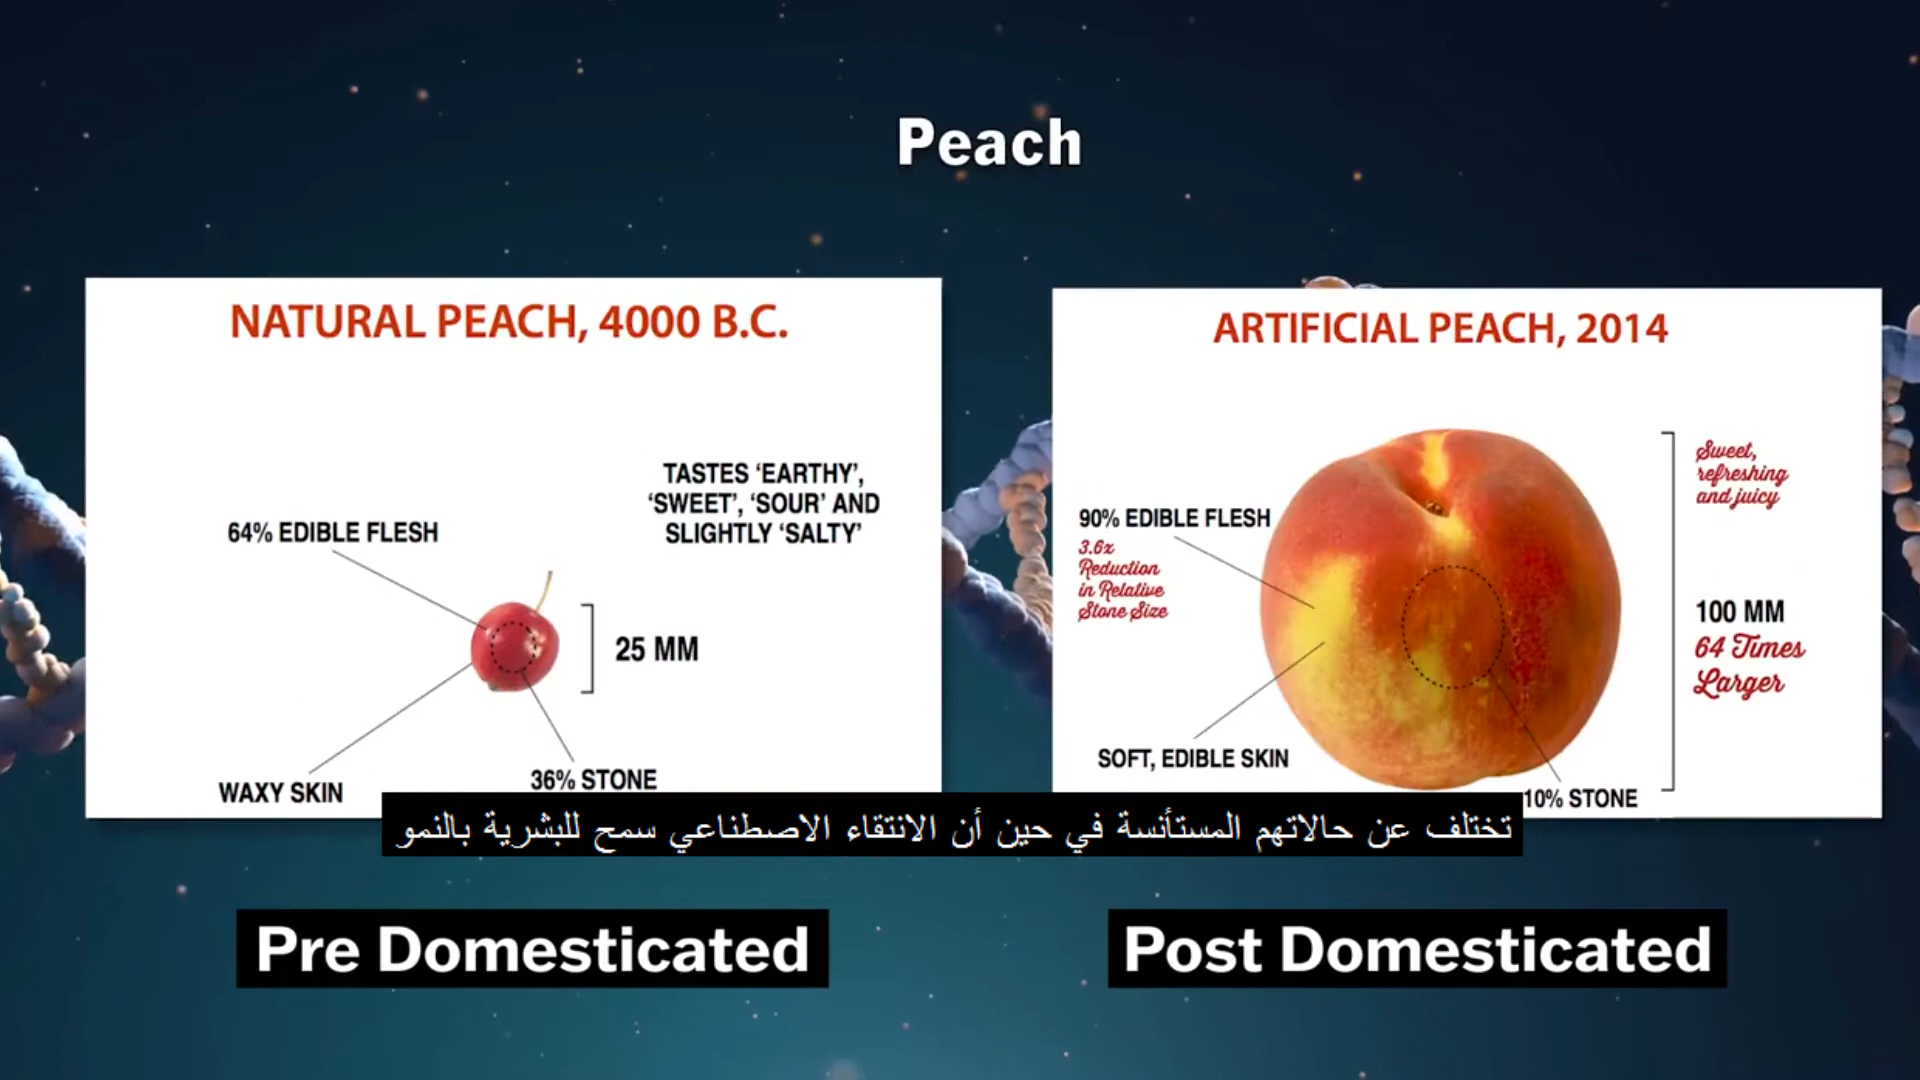 Peach
NATURAL PEACH, 4000 B.C.
TASTES ‘EARTHY’,
‘SWEET’, ‘SOUR’ AND
SLIGHTLY ‘SALTY’
64% EDIBLE FLESH
25 MM
WAXY SKIN
36% STONE
ARTIFICIAL PEACH, 2014
Sweet,
refreshing
and juicy
90% EDIBLE FLESH
3.6x
Reduction
in Relative
Stone Size
100 MM
64 Times
Larger
SOFT, EDIBLE SKIN
10% STONE
تختلف عن حالاتهم المستأنسة في حين أن الانتقاء الاصطناعي سمح للبشرية بالنمو
Pre Domesticated
Post Domesticated